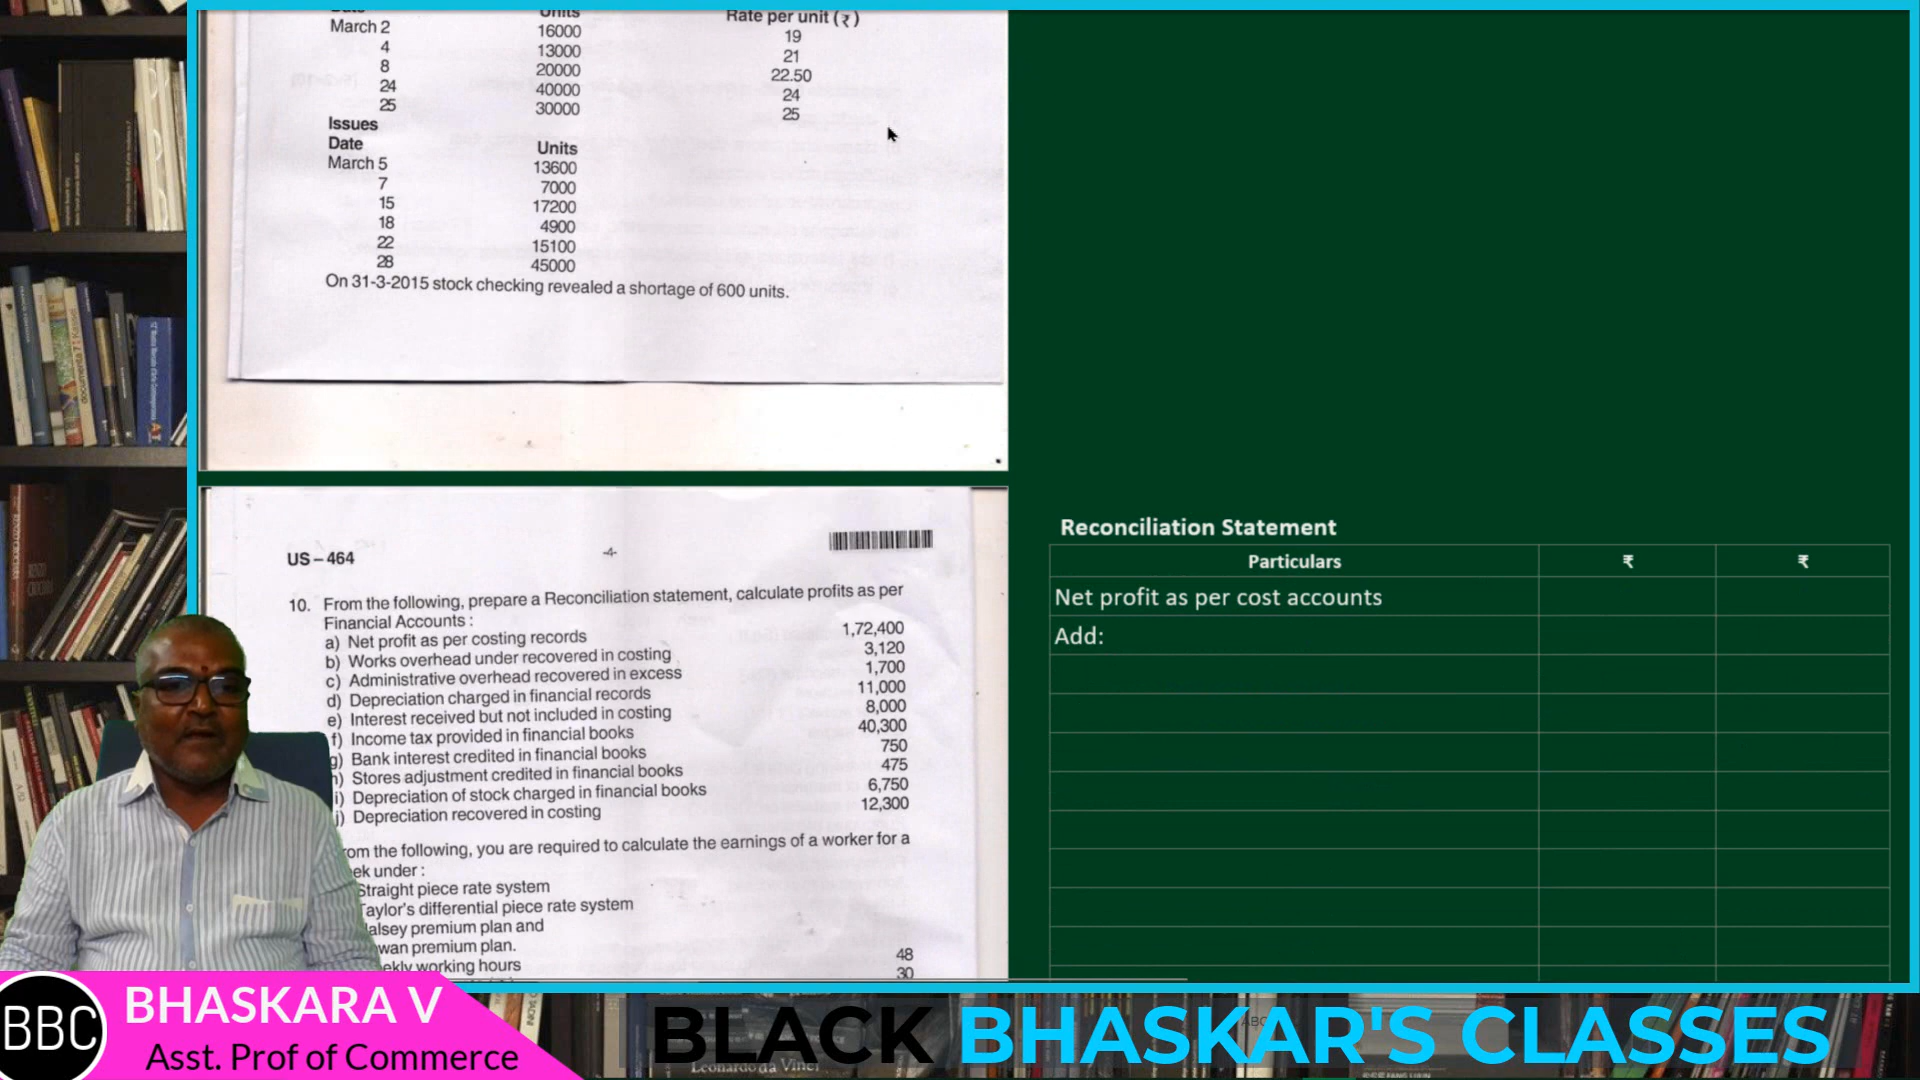 Units
Rate per unit (₹)
March 2 16000 19
4 13000 21
8 20000 22.50
24 40000 24
25 30000 25
Issues
Date Units
March 5 13600
7 7000
15 17200
18 4900
22 15100
28 45000
On 31-3-2015 stock checking revealed a shortage of 600 units.
US – 464
-4-
10. From the following, prepare a Reconciliation statement, calculate profits as per
Financial Accounts :
a) Net profit as per costing records 1,72,400
b) Works overhead under recovered in costing 3,120
c) Administrative overhead recovered in excess 1,700
d) Depreciation charged in financial records 11,000
e) Interest received but not included in costing 8,000
f) Income tax provided in financial books 40,300
g) Bank interest credited in financial books 750
h) Stores adjustment credited in financial books 475
i) Depreciation of stock charged in financial books 6,750
j) Depreciation recovered in costing 12,300
om the following, you are required to calculate the earnings of a worker for a
ek under :
Straight piece rate system
Taylor's differential piece rate system
alsey premium plan and
wan premium plan.
ekly working hours 48
30
Reconciliation Statement
Particulars ₹ ₹
Net profit as per cost accounts
Add:
BBC
BHASKARA V
Asst. Prof of Commerce
BLACK BHASKAR'S CLASSES
Leonardo da Vinci